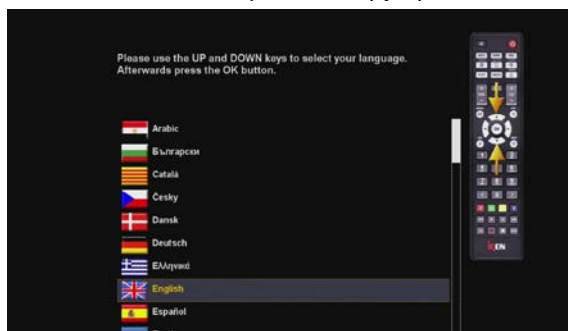 Please use the UP and DOWN keys to select your language.
Afterwards press the OK button.
Arabic
Български
Català
Česky
Dansk
Deutsch
Ελληνικά
English
Español